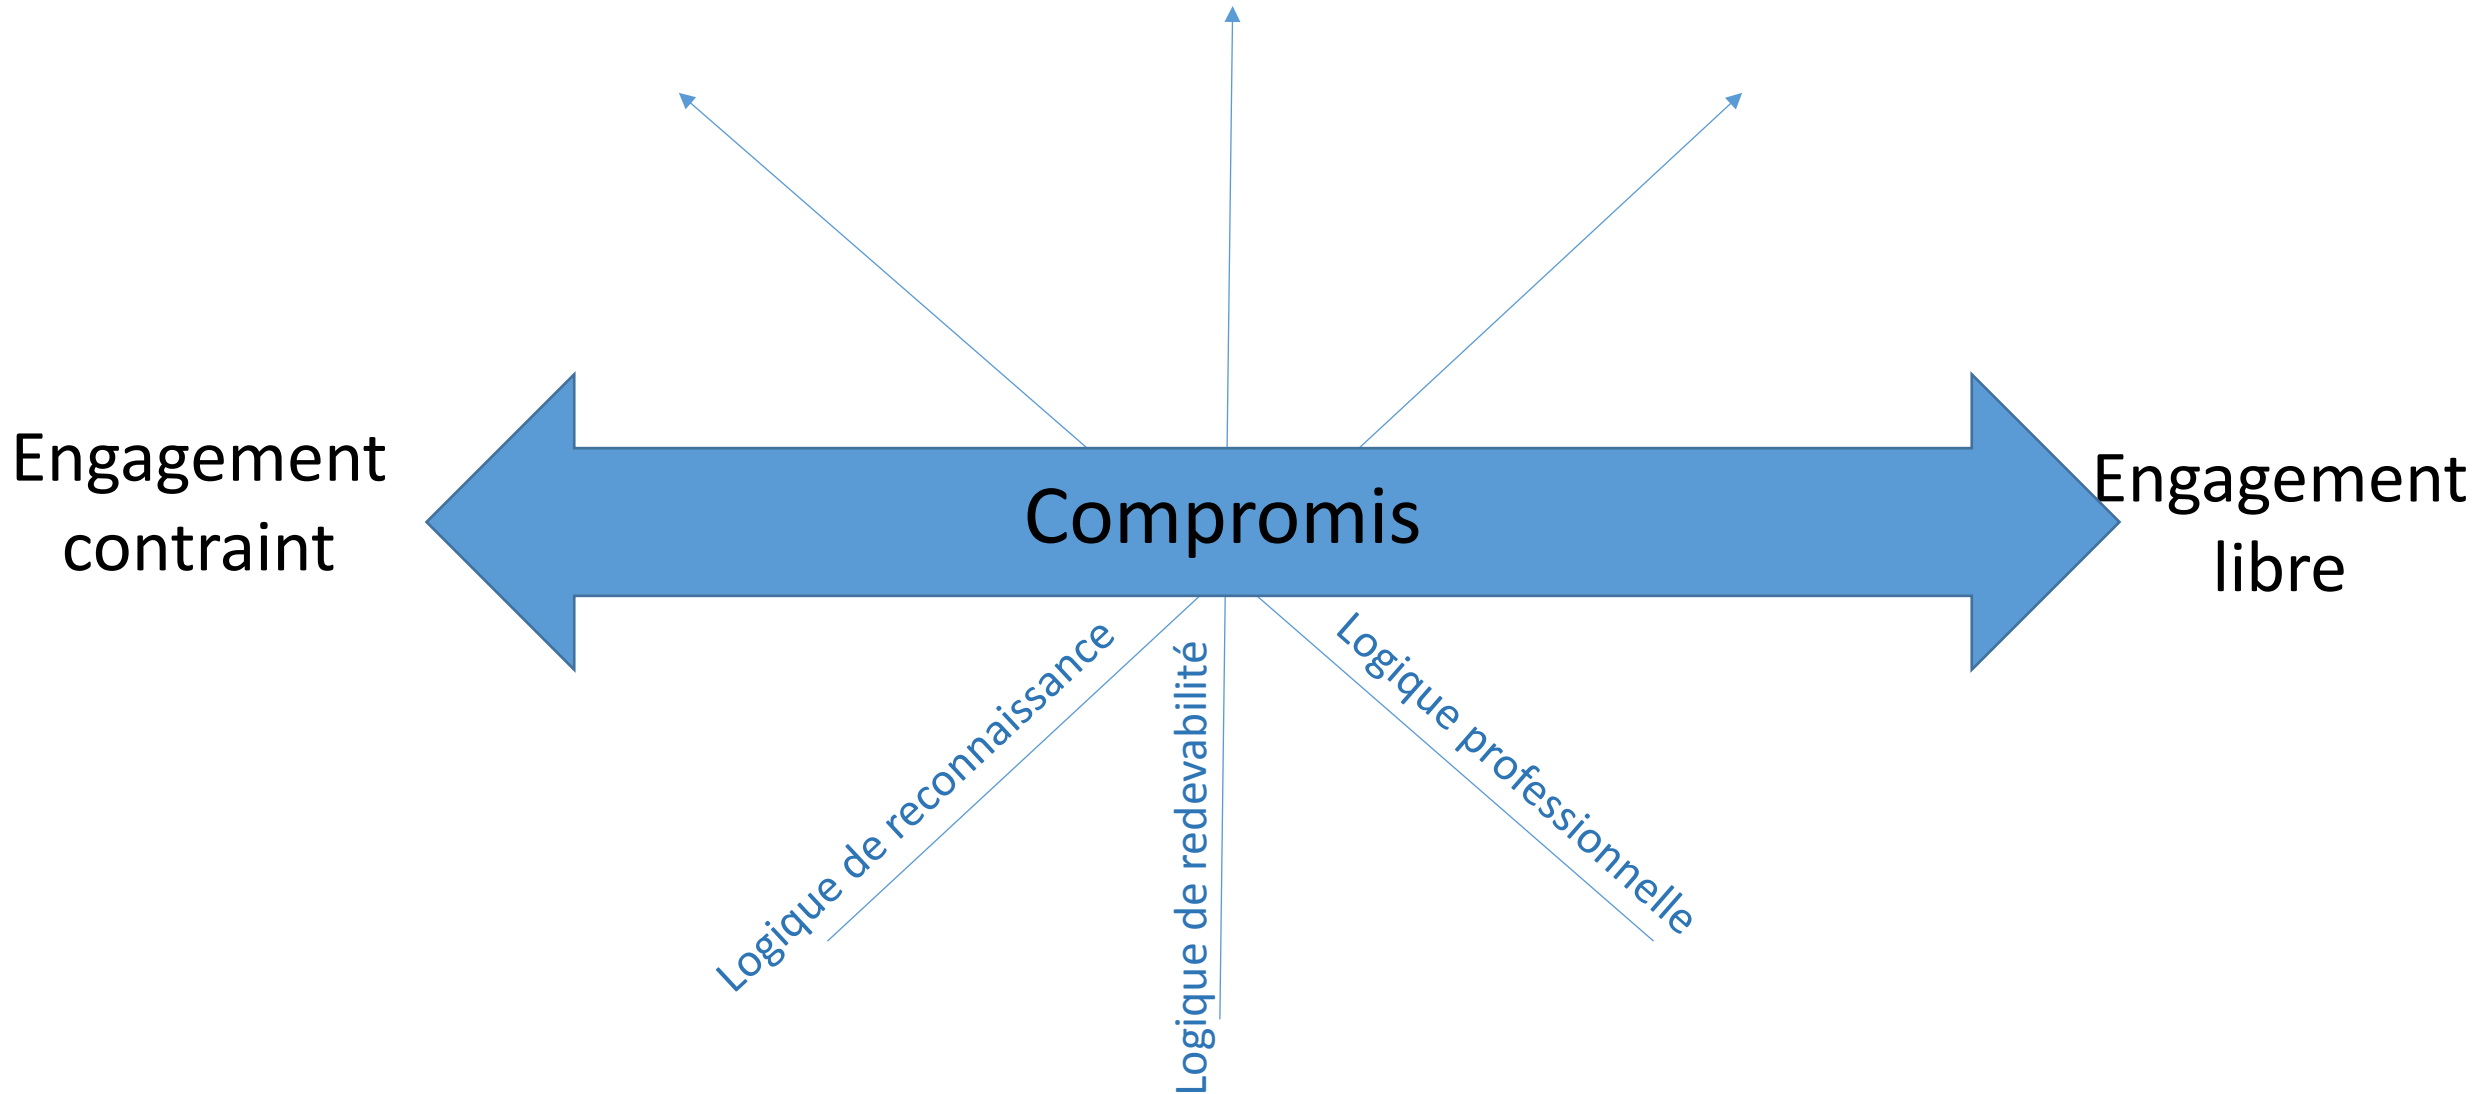 Engagement
contraint
Compromis
Engagement
libre
Logique de reconnaissance
Logique de redevabilité
Logique professionnelle